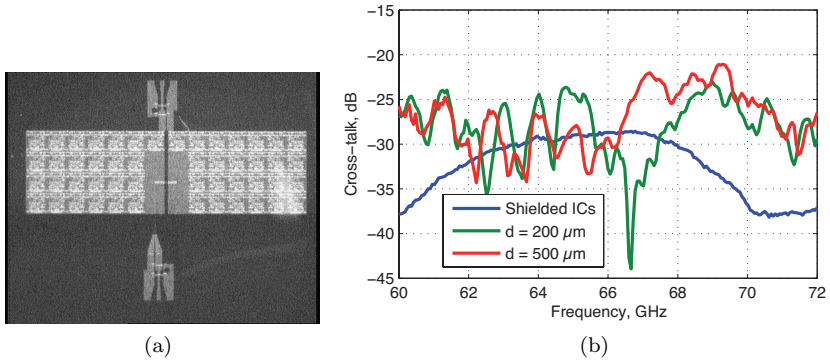 −15
−20
−25
−30
−35
−40
−45
Cross−talk, dB
Shielded ICs
d = 200 μm
d = 500 μm
60 62 64 66 68 70 72
Frequency, GHz
(a)
(b)